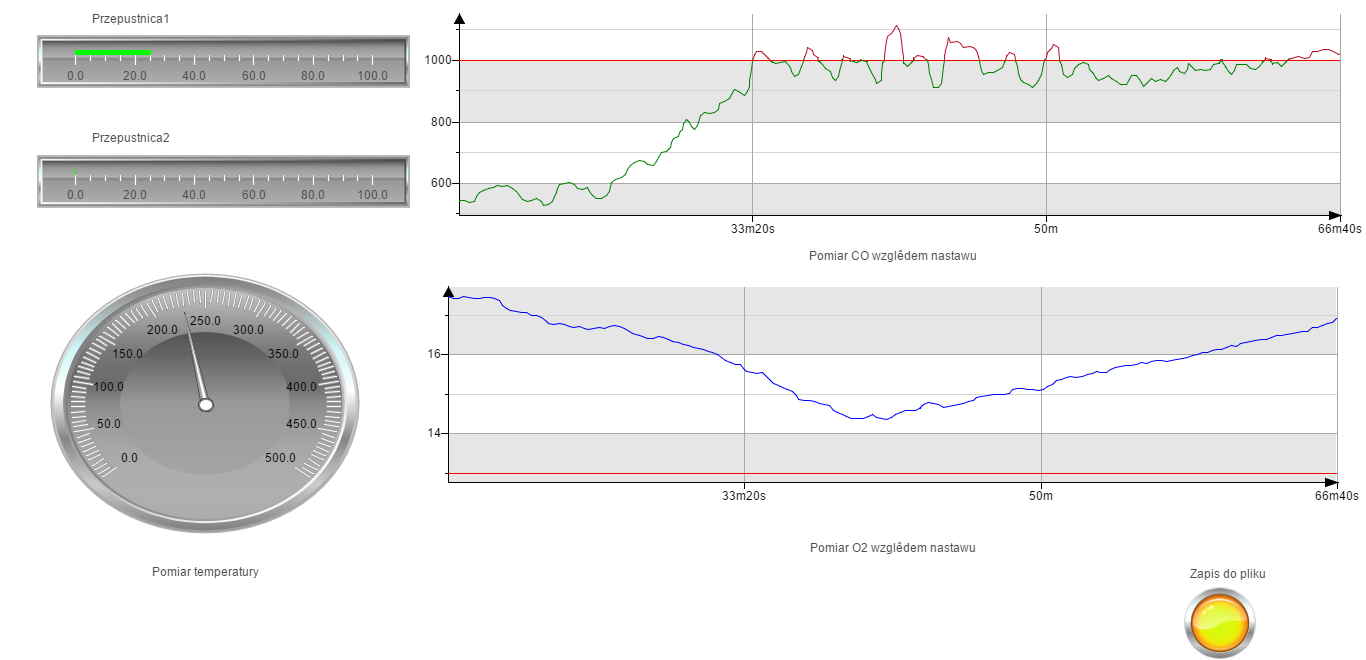 Przepustnica1
0.0 20.0 40.0 60.0 80.0 100.0
Przepustnica2
0.0 20.0 40.0 60.0 80.0 100.0
1000
800
600
33m20s 50m 66m40s
Pomiar CO wzglêdem nastawu
0.0
50.0
100.0
150.0
200.0
250.0
300.0
350.0
400.0
450.0
500.0
Pomiar temperatury
16
14
33m20s 50m 66m40s
Pomiar O2 wzglêdem nastawu
Zapis do pliku